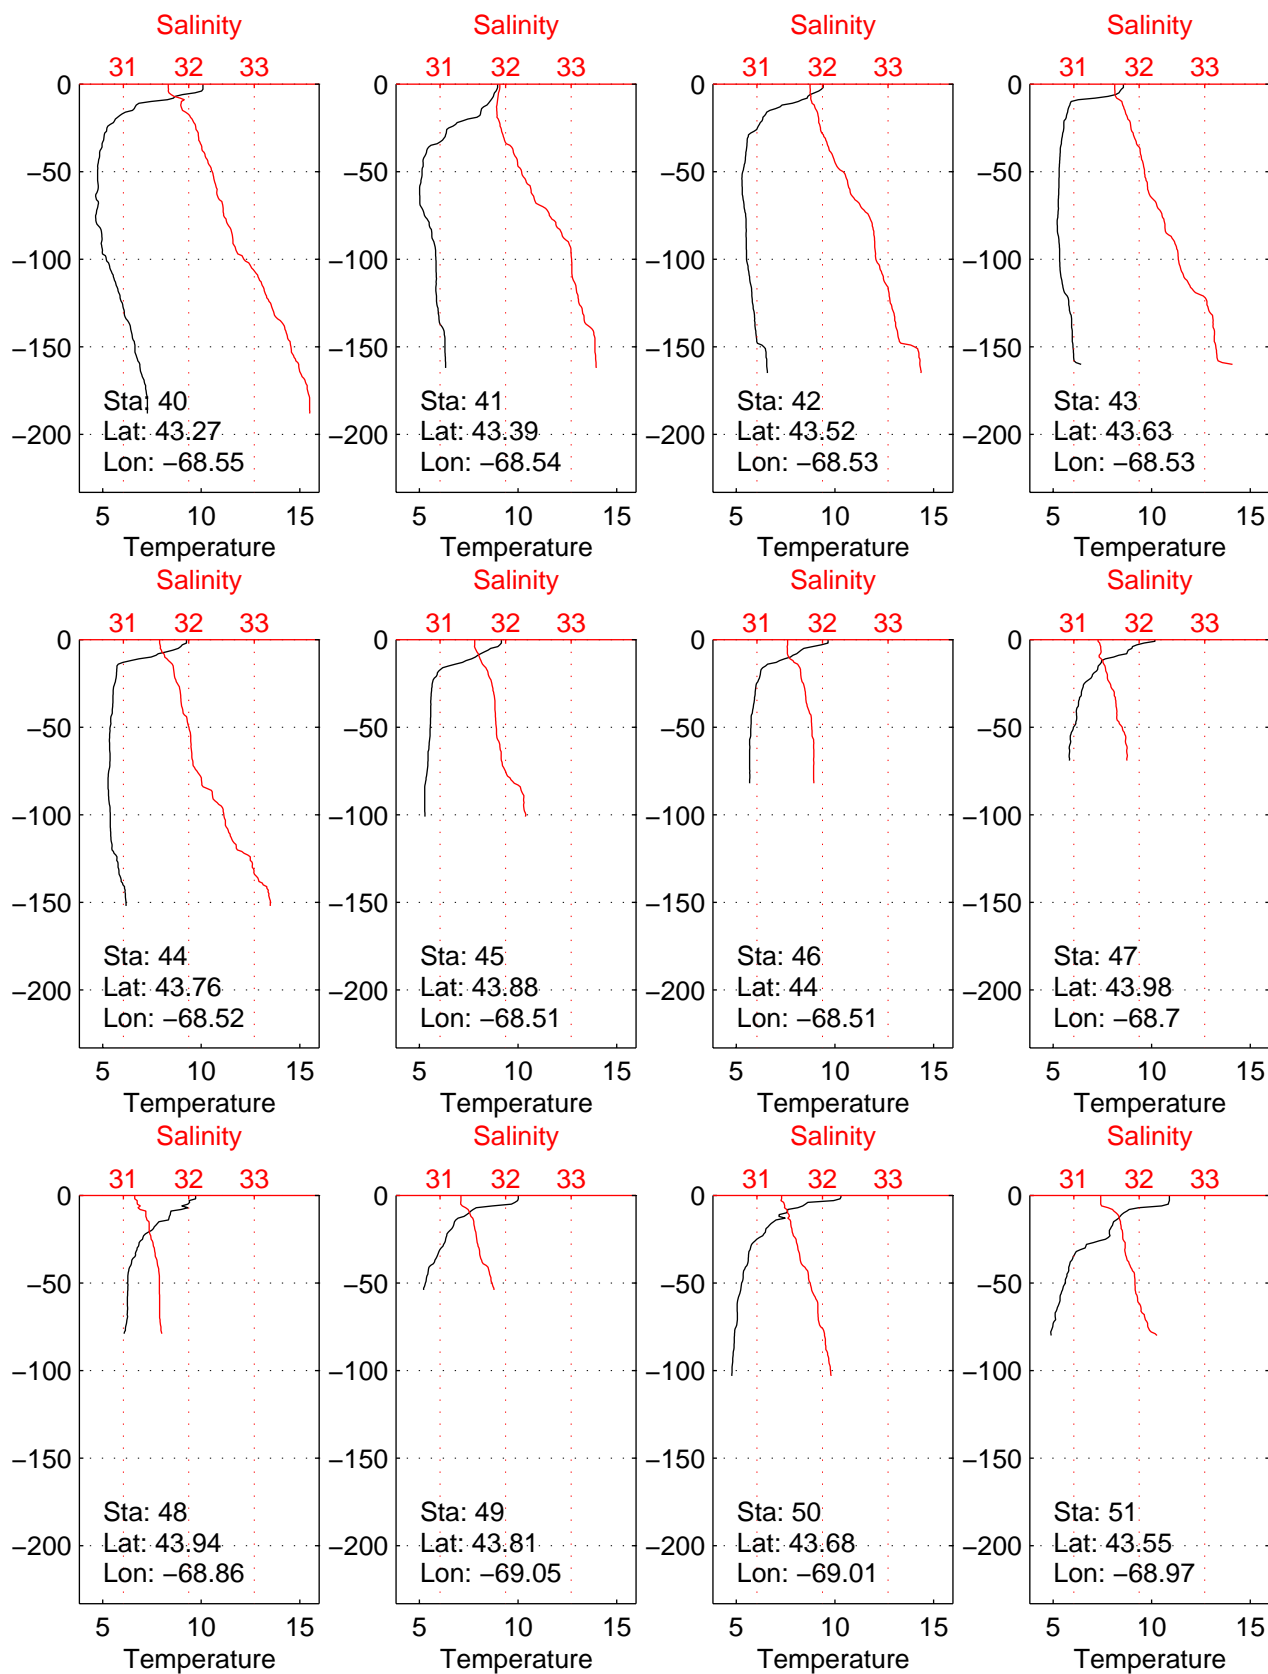 Salinity Salinity Salinity Salinity
31 32 33 31 32 33 31 32 33 31 32 33
0 0 0 0
−50 −50 −50 −50
−100 −100 −100 −100
−150 −150 −150 −150
Sta: 40 Sta: 41 Sta: 42 Sta: 43
−200 Lat: 43.27 −200 Lat: 43.39 −200 Lat: 43.52 −200 Lat: 43.63
Lon: −68.55 Lon: −68.54 Lon: −68.53 Lon: −68.53
5 10 15 5 10 15 5 10 15 5 10 15
Temperature Temperature Temperature Temperature
Salinity Salinity Salinity Salinity
31 32 33 31 32 33 31 32 33 31 32 33
0 0 0 0
−50 −50 −50 −50
−100 −100 −100 −100
−150 −150 −150 −150
Sta: 44 Sta: 45 Sta: 46 Sta: 47
−200 Lat: 43.76 −200 Lat: 43.88 −200 Lat: 44 −200 Lat: 43.98
Lon: −68.52 Lon: −68.51 Lon: −68.51 Lon: −68.7
5 10 15 5 10 15 5 10 15 5 10 15
Temperature Temperature Temperature Temperature
Salinity Salinity Salinity Salinity
31 32 33 31 32 33 31 32 33 31 32 33
0 0 0 0
−50 −50 −50 −50
−100 −100 −100 −100
−150 −150 −150 −150
Sta: 48 Sta: 49 Sta: 50 Sta: 51
−200 Lat: 43.94 −200 Lat: 43.81 −200 Lat: 43.68 −200 Lat: 43.55
Lon: −68.86 Lon: −69.05 Lon: −69.01 Lon: −68.97
5 10 15 5 10 15 5 10 15 5 10 15
Temperature Temperature Temperature Temperature